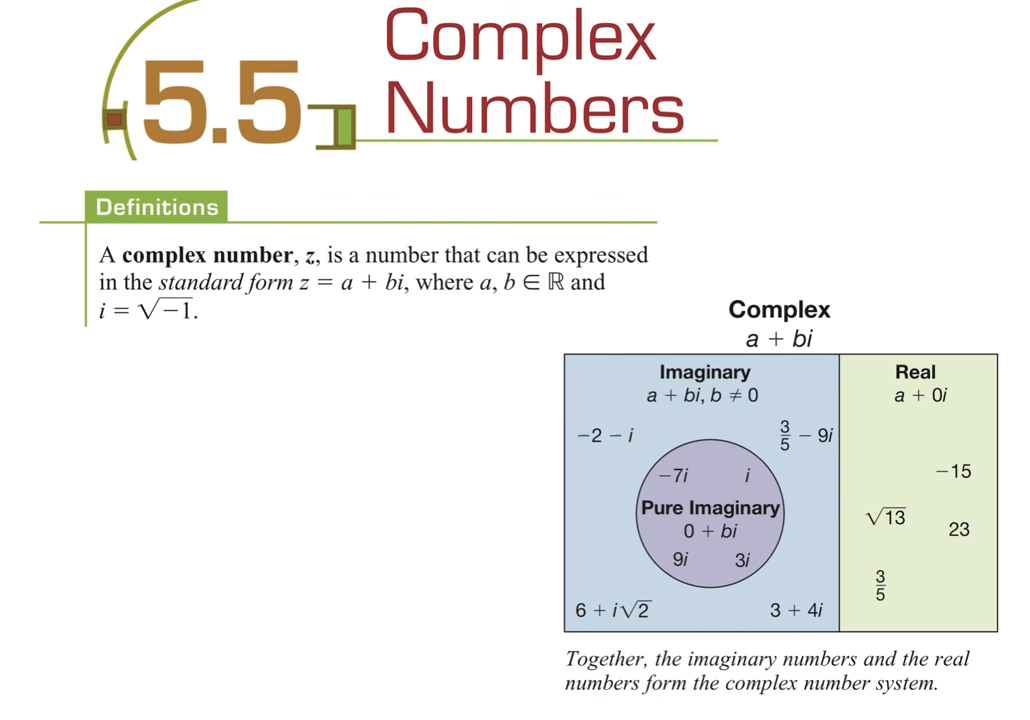 5.5
Complex
Numbers
Definitions
A complex number, z, is a number that can be expressed
in the standard form z = a + bi, where a, b ∈ ℝ and
i = √−1.
Complex
a + bi
Imaginary
a + bi, b ≠ 0
−2 − i
3/5 − 9i
−7i
i
Pure Imaginary
0 + bi
9i
3i
6 + i√2
3 + 4i
Real
a + 0i
−15
√13
23
3/5
Together, the imaginary numbers and the real
numbers form the complex number system.